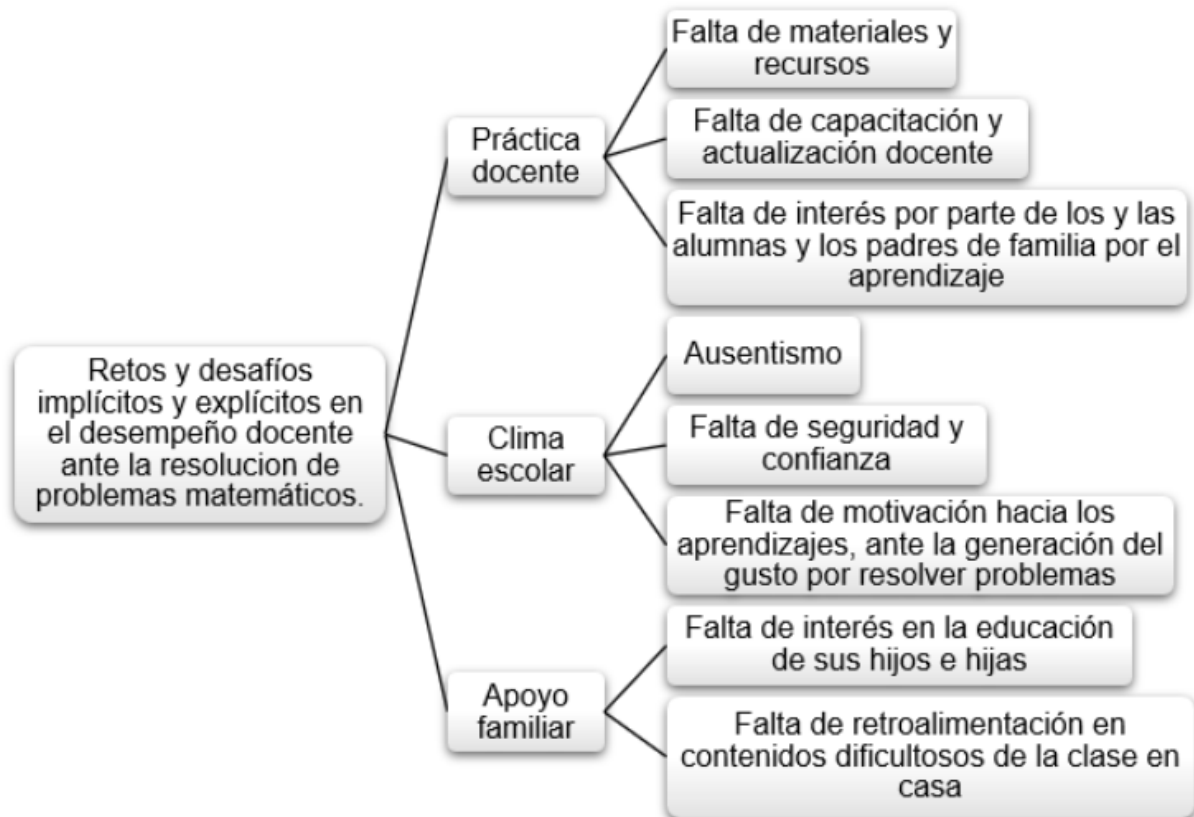 Retos y desafíos
implícitos y explícitos en
el desempeño docente
ante la resolucion de
problemas matemáticos.
Práctica
docente
Falta de materiales y
recursos
Falta de capacitación y
actualización docente
Falta de interés por parte de los y las
alumnas y los padres de familia por el
aprendizaje
Clima
escolar
Ausentismo
Falta de seguridad y
confianza
Falta de motivación hacia los
aprendizajes, ante la generación del
gusto por resolver problemas
Apoyo
familiar
Falta de interés en la educación
de sus hijos e hijas
Falta de retroalimentación en
contenidos dificultosos de la clase en
casa